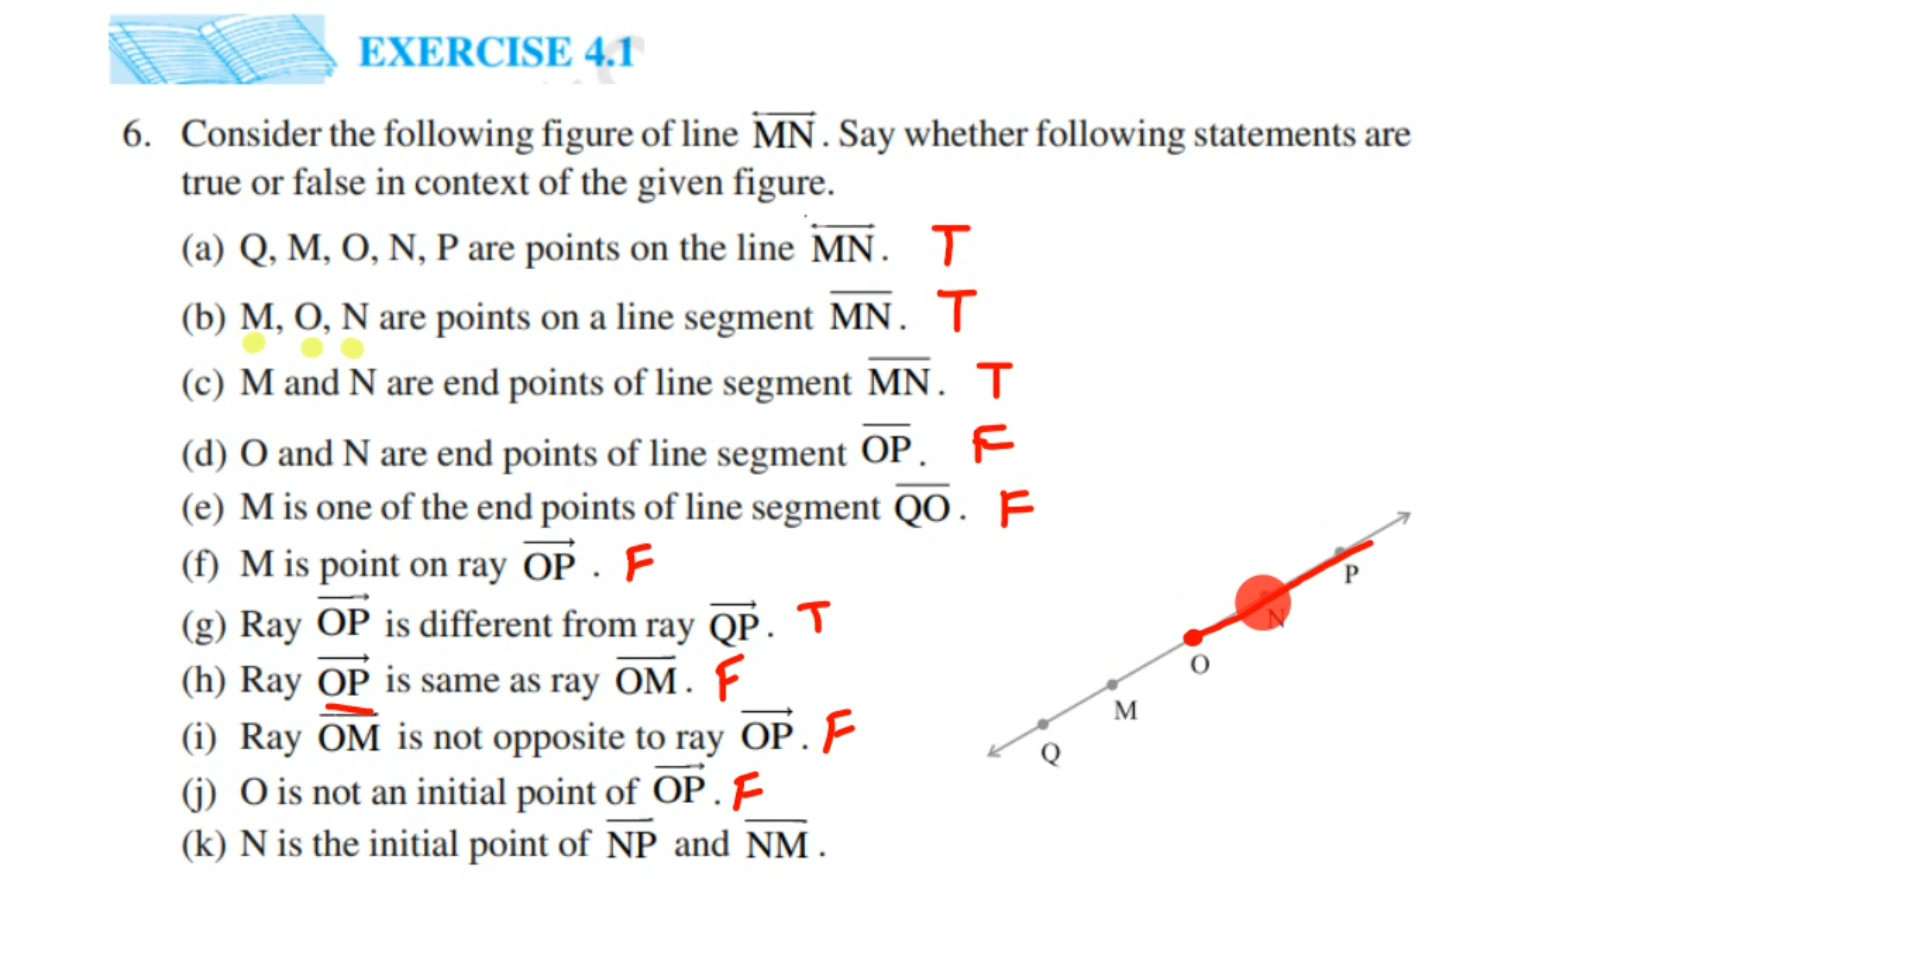 EXERCISE 4.1
6. Consider the following figure of line MN. Say whether following statements are
true or false in context of the given figure.
(a) Q, M, O, N, P are points on the line MN. T
(b) M, O, N are points on a line segment MN. T
(c) M and N are end points of line segment MN. T
(d) O and N are end points of line segment OP. F
(e) M is one of the end points of line segment QO. F
(f) M is point on ray OP. F
(g) Ray OP is different from ray QP. T
(h) Ray OP is same as ray OM. F
(i) Ray OM is not opposite to ray OP. F
(j) O is not an initial point of OP. F
(k) N is the initial point of NP and NM.
P
N
O
M
Q